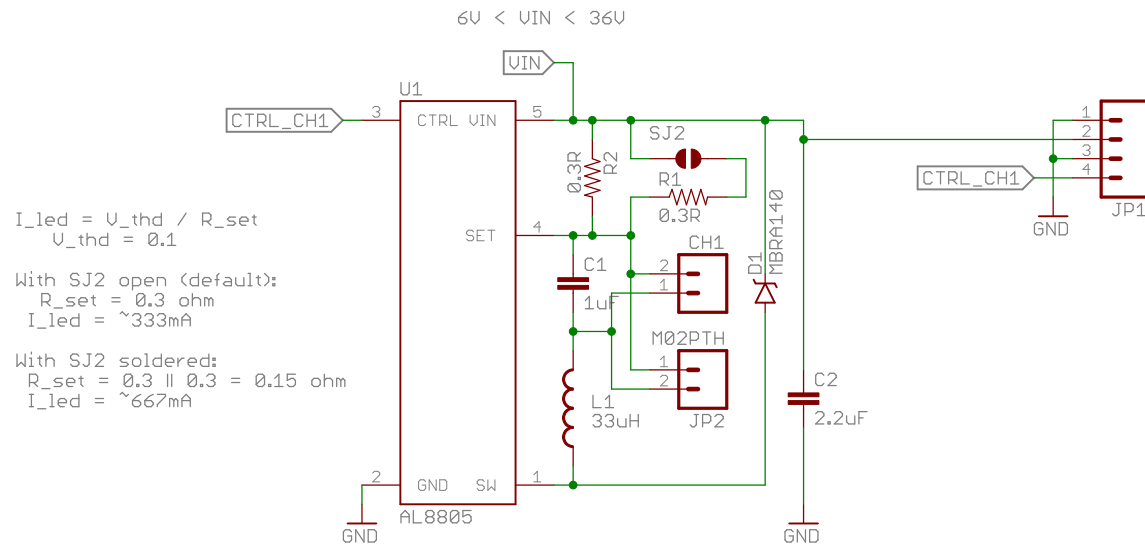 6V < VIN < 36V
VIN
U1
CTRL_CH1
3
CTRL
VIN
5
SJ2
0.3R
R2
R1
0.3R
1
2
3
4
CTRL_CH1
JP1
GND
I_led = V_thd / R_set
V_thd = 0.1
With SJ2 open (default):
R_set = 0.3 ohm
I_led = ~333mA
With SJ2 soldered:
R_set = 0.3 || 0.3 = 0.15 ohm
I_led = ~667mA
SET
4
C1
1uF
CH1
2
1
D1
MBRA140
M02PTH
1
2
JP2
L1
33uH
C2
2.2uF
2
GND
SW
1
AL8805
GND
GND